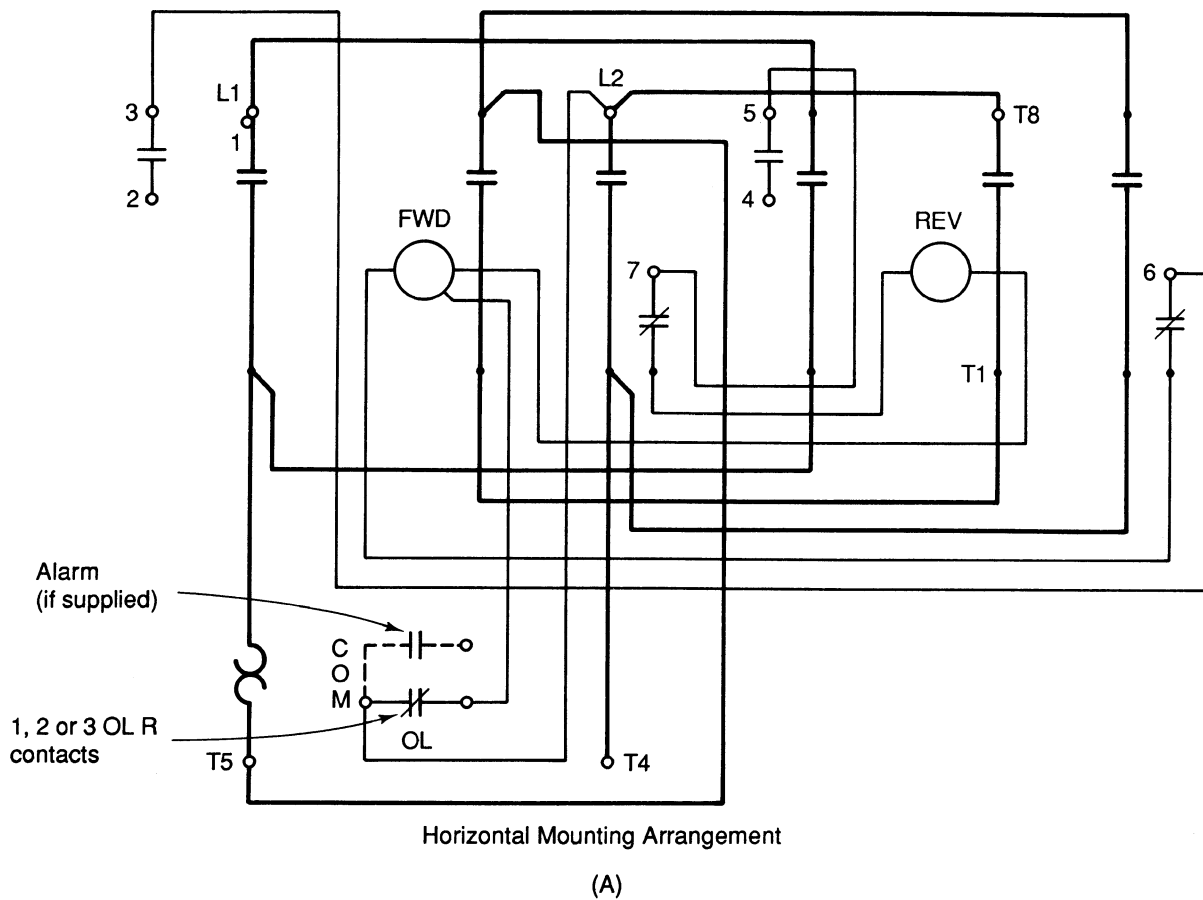 L2
3
L1
5
T8
1
2
4
FWD
REV
7
6
T1
Alarm
(if supplied)
C
O
M
1, 2 or 3 OL R
contacts
OL
T5
T4
Horizontal Mounting Arrangement
(A)